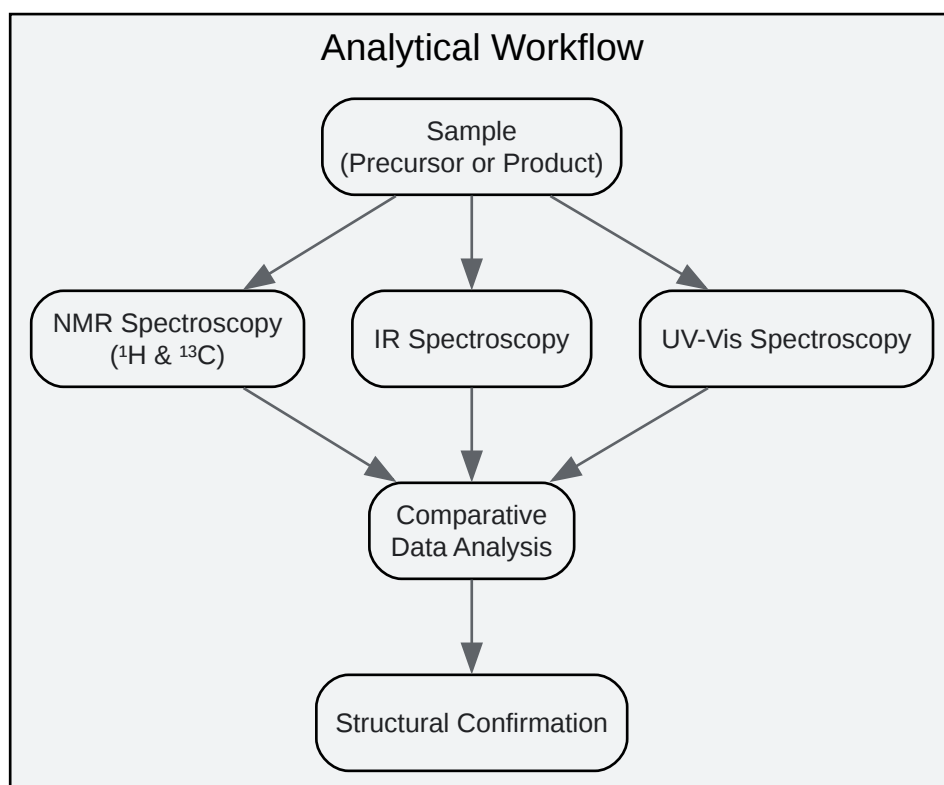 Analytical Workflow
Sample
(Precursor or Product)
NMR Spectroscopy
(¹H & ¹³C)
IR Spectroscopy
UV-Vis Spectroscopy
Comparative
Data Analysis
Structural Confirmation